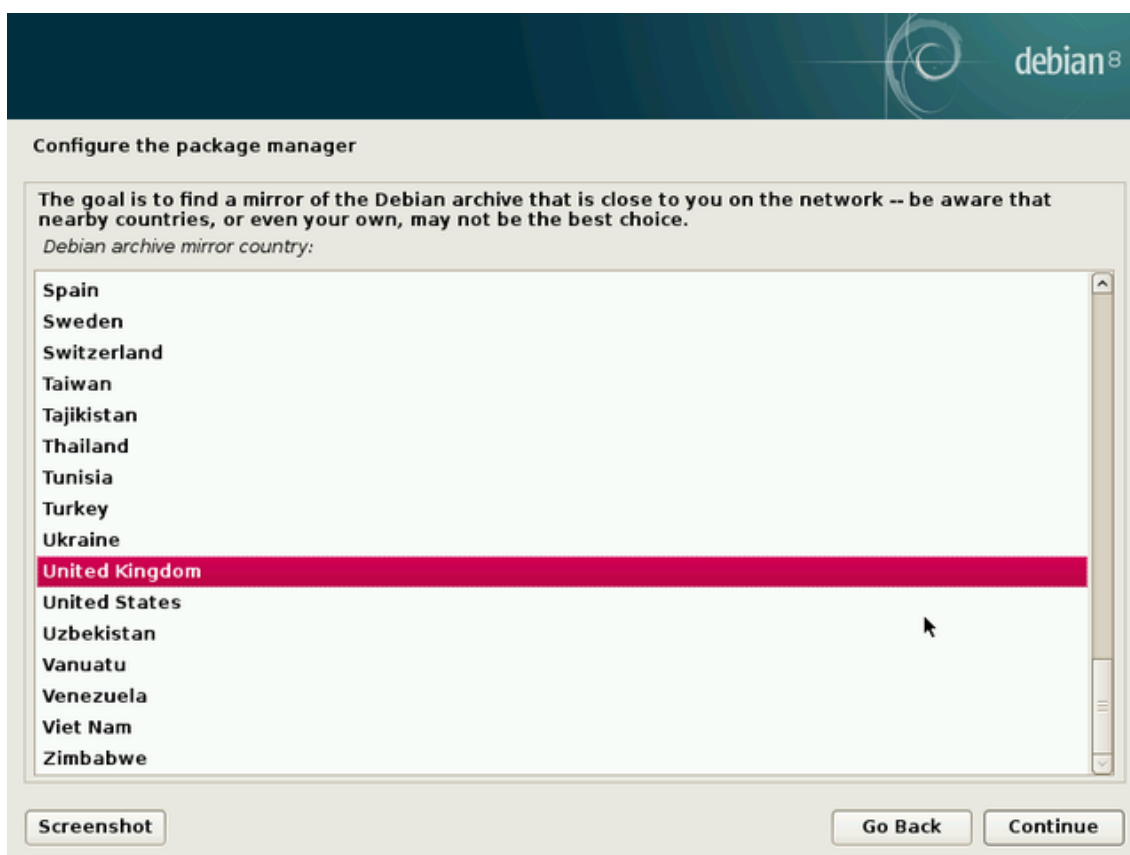 debian 8
Configure the package manager
The goal is to find a mirror of the Debian archive that is close to you on the network -- be aware that
nearby countries, or even your own, may not be the best choice.
Debian archive mirror country:
Spain
Sweden
Switzerland
Taiwan
Tajikistan
Thailand
Tunisia
Turkey
Ukraine
United Kingdom
United States
Uzbekistan
Vanuatu
Venezuela
Viet Nam
Zimbabwe
Screenshot
Go Back
Continue